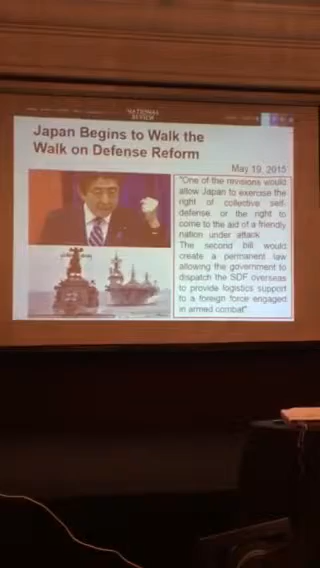 NATIONAL
REVIEW
Japan Begins to Walk the
Walk on Defense Reform
May 19, 2015
"One of the revisions would
allow Japan to exercise the
right of collective self-
defense, or the right to
come to the aid of a friendly
nation under attack
The second bill would
create a permanent law
allowing the government to
dispatch the SDF overseas
to provide logistics support
to a foreign force engaged
in armed combat"